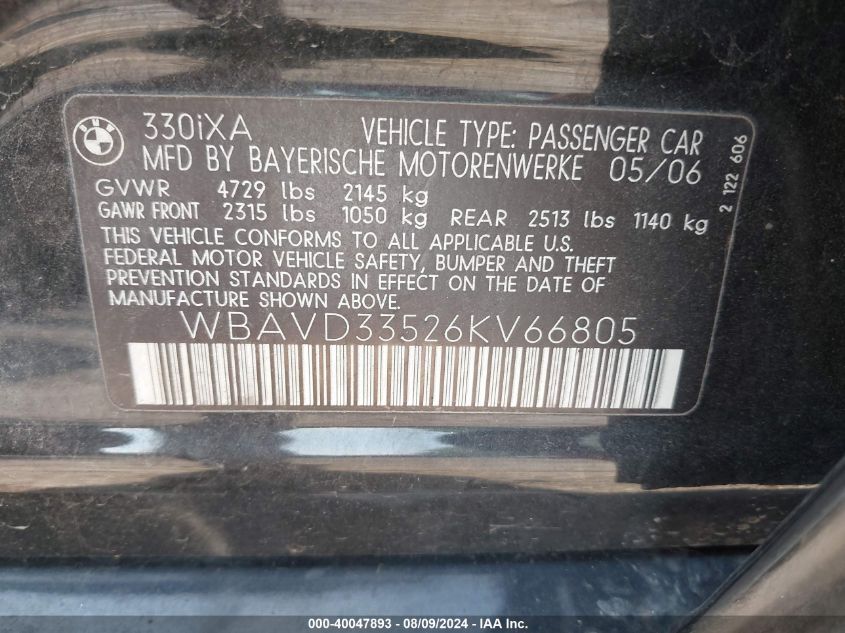 BMW
330iXA VEHICLE TYPE: PASSENGER CAR
MFD BY BAYERISCHE MOTORENWERKE 05/06
GVWR 4729 lbs 2145 kg
GAWR FRONT 2315 lbs 1050 kg REAR 2513 lbs 1140 kg
THIS VEHICLE CONFORMS TO ALL APPLICABLE U.S.
FEDERAL MOTOR VEHICLE SAFETY, BUMPER AND THEFT
PREVENTION STANDARDS IN EFFECT ON THE DATE OF
MANUFACTURE SHOWN ABOVE.
WBAVD33526KV66805
2 122 606
000-40047893 - 08/09/2024 - IAA Inc.